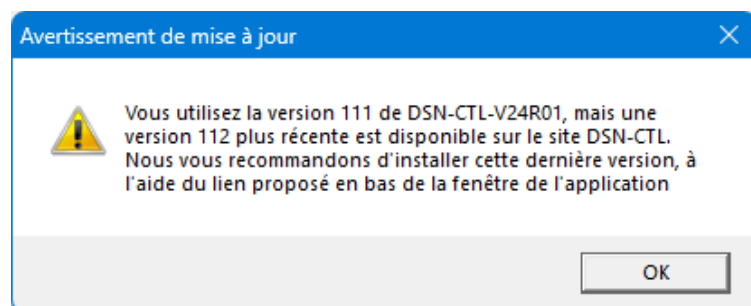 Avertissement de mise à jour
Vous utilisez la version 111 de DSN-CTL-V24R01, mais une
version 112 plus récente est disponible sur le site DSN-CTL.
Nous vous recommandons d'installer cette dernière version, à
l'aide du lien proposé en bas de la fenêtre de l'application
OK